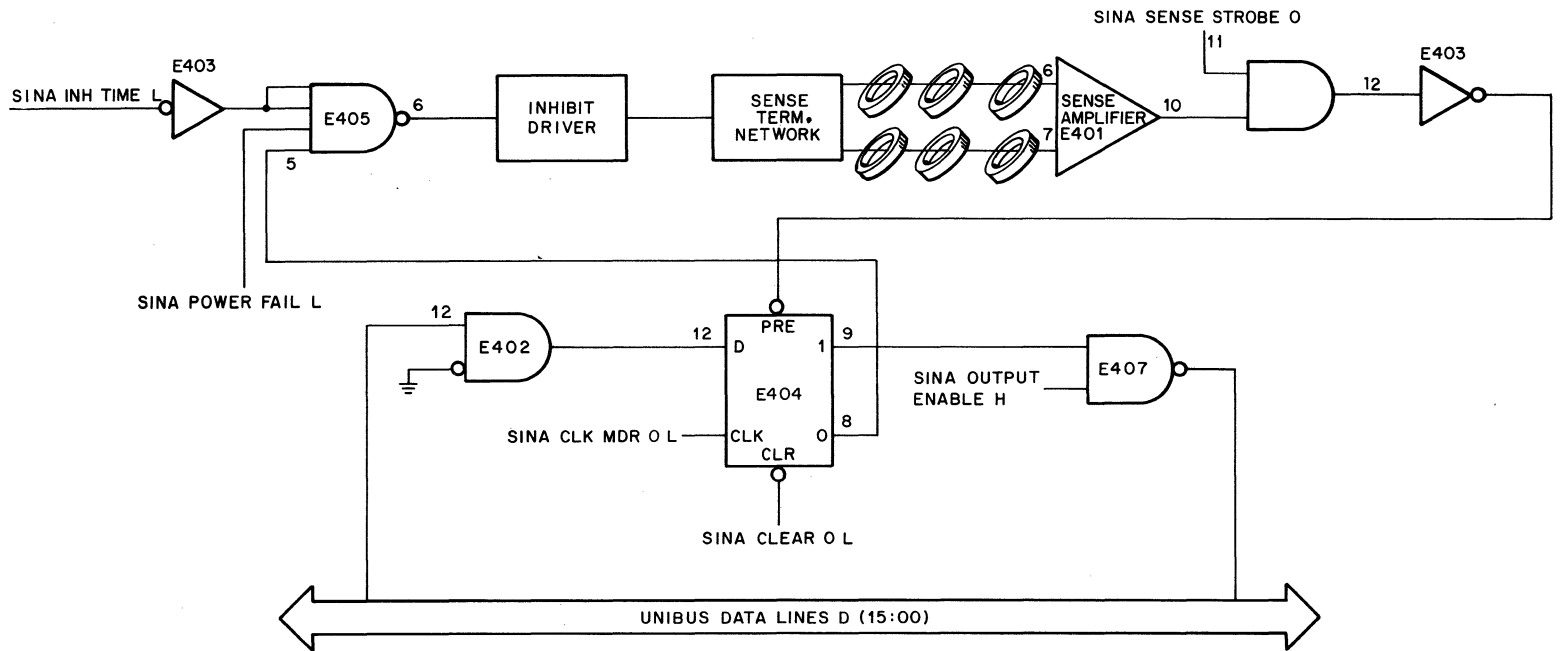 SINA SENSE STROBE 0
11
E403
E403
SINA INH TIME L
E405
6
5
INHIBIT
DRIVER
SENSE
TERM.
NETWORK
6
7
SENSE
AMPLIFIER
E401
10
12
SINA POWER FAIL L
12
E402
12
PRE
D
1
E404
CLK
0
CLR
9
8
SINA CLK MDR 0 L
SINA CLEAR 0 L
SINA OUTPUT
ENABLE H
E407
UNIBUS DATA LINES D (15:00)